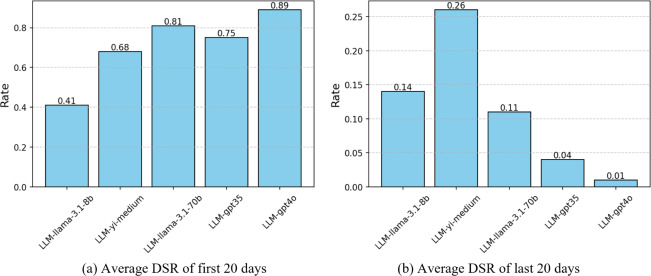 0.89
0.81
0.8
0.75
0.68
0.6
Rate
0.41
0.4
0.2
0.0
LLM-llama-3.1-8b
LLM-yi-medium
LLM-llama-3.1-70b
LLM-gpt35
LLM-gpt4o
(a) Average DSR of first 20 days
0.26
0.25
0.20
Rate
0.15
0.14
0.11
0.10
0.05
0.04
0.01
0.00
LLM-llama-3.1-8b
LLM-yi-medium
LLM-llama-3.1-70b
LLM-gpt35
LLM-gpt4o
(b) Average DSR of last 20 days